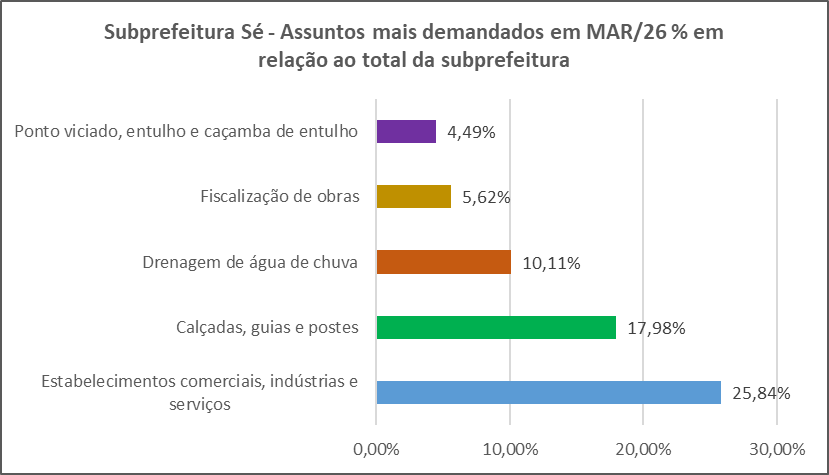 Subprefeitura Sé - Assuntos mais demandados em MAR/26 % em
relação ao total da subprefeitura
Ponto viciado, entulho e caçamba de entulho
4,49%
Fiscalização de obras
5,62%
Drenagem de água de chuva
10,11%
Calçadas, guias e postes
17,98%
Estabelecimentos comerciais, indústrias e
serviços
25,84%
0,00% 10,00% 20,00% 30,00%